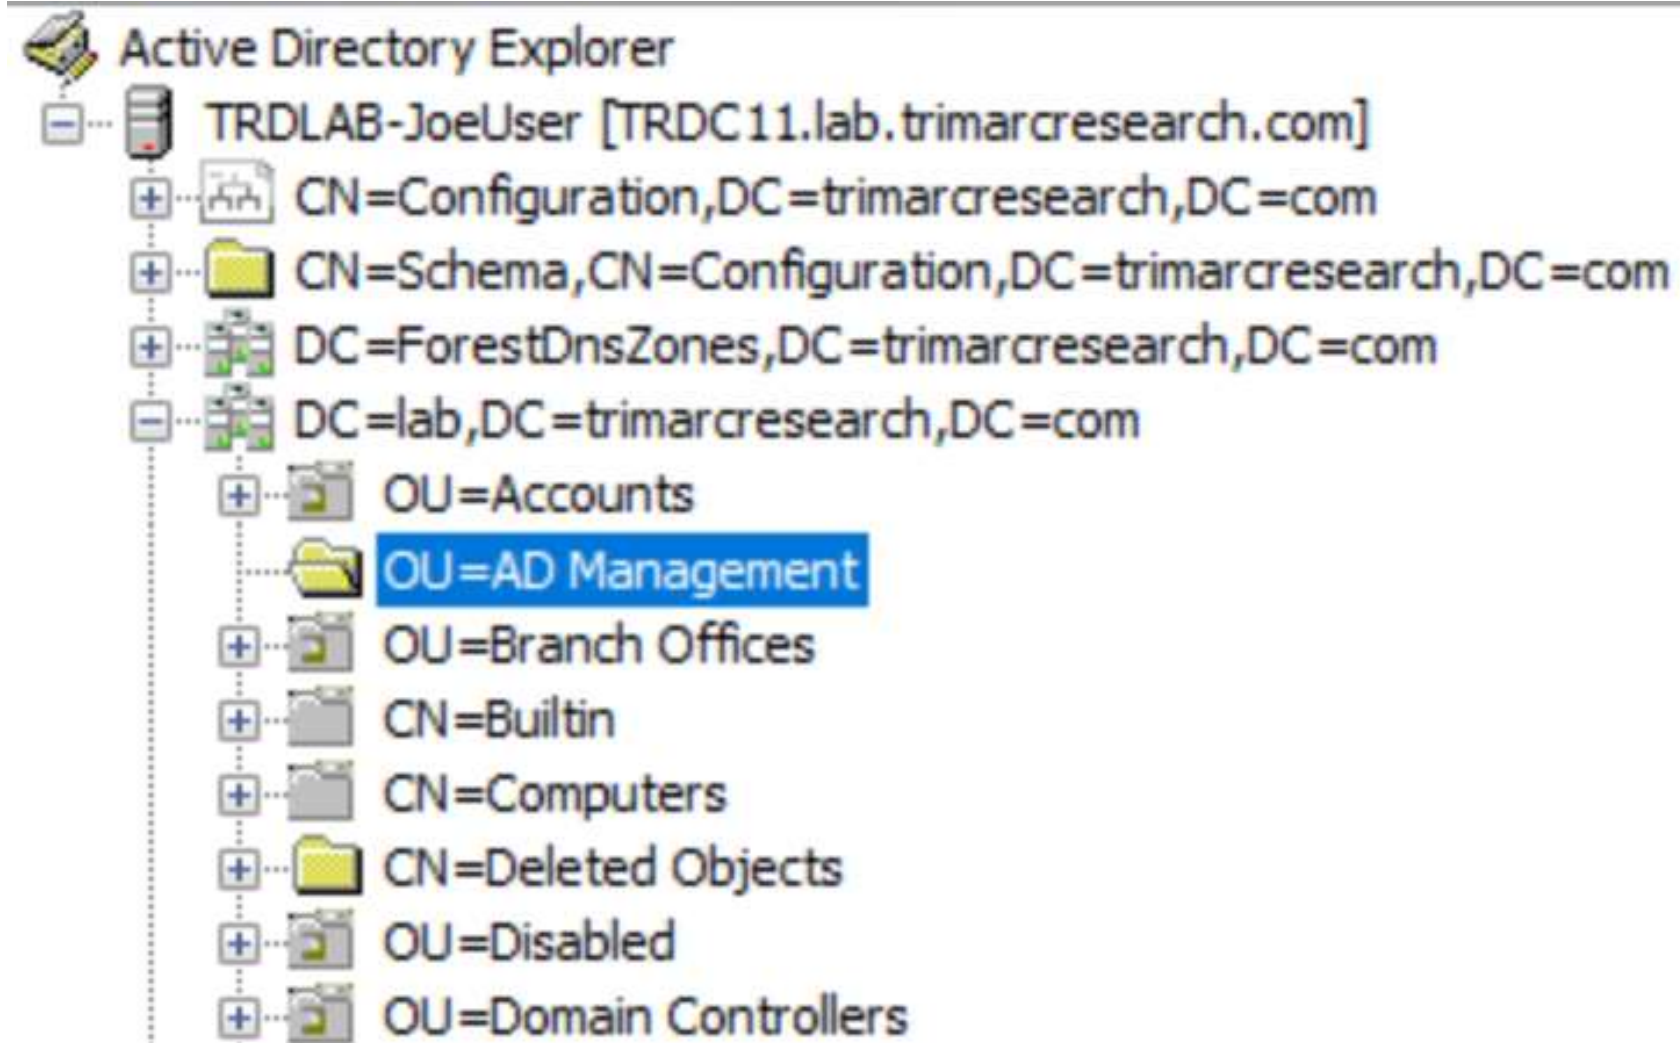 Active Directory Explorer
TRDLAB-JoeUser [TRDC11.lab.trimarcresearch.com]
CN=Configuration,DC=trimarcresearch,DC=com
CN=Schema,CN=Configuration,DC=trimarcresearch,DC=com
DC=ForestDnsZones,DC=trimarcresearch,DC=com
DC=lab,DC=trimarcresearch,DC=com
OU=Accounts
OU=AD Management
OU=Branch Offices
CN=Builtin
CN=Computers
CN=Deleted Objects
OU=Disabled
OU=Domain Controllers